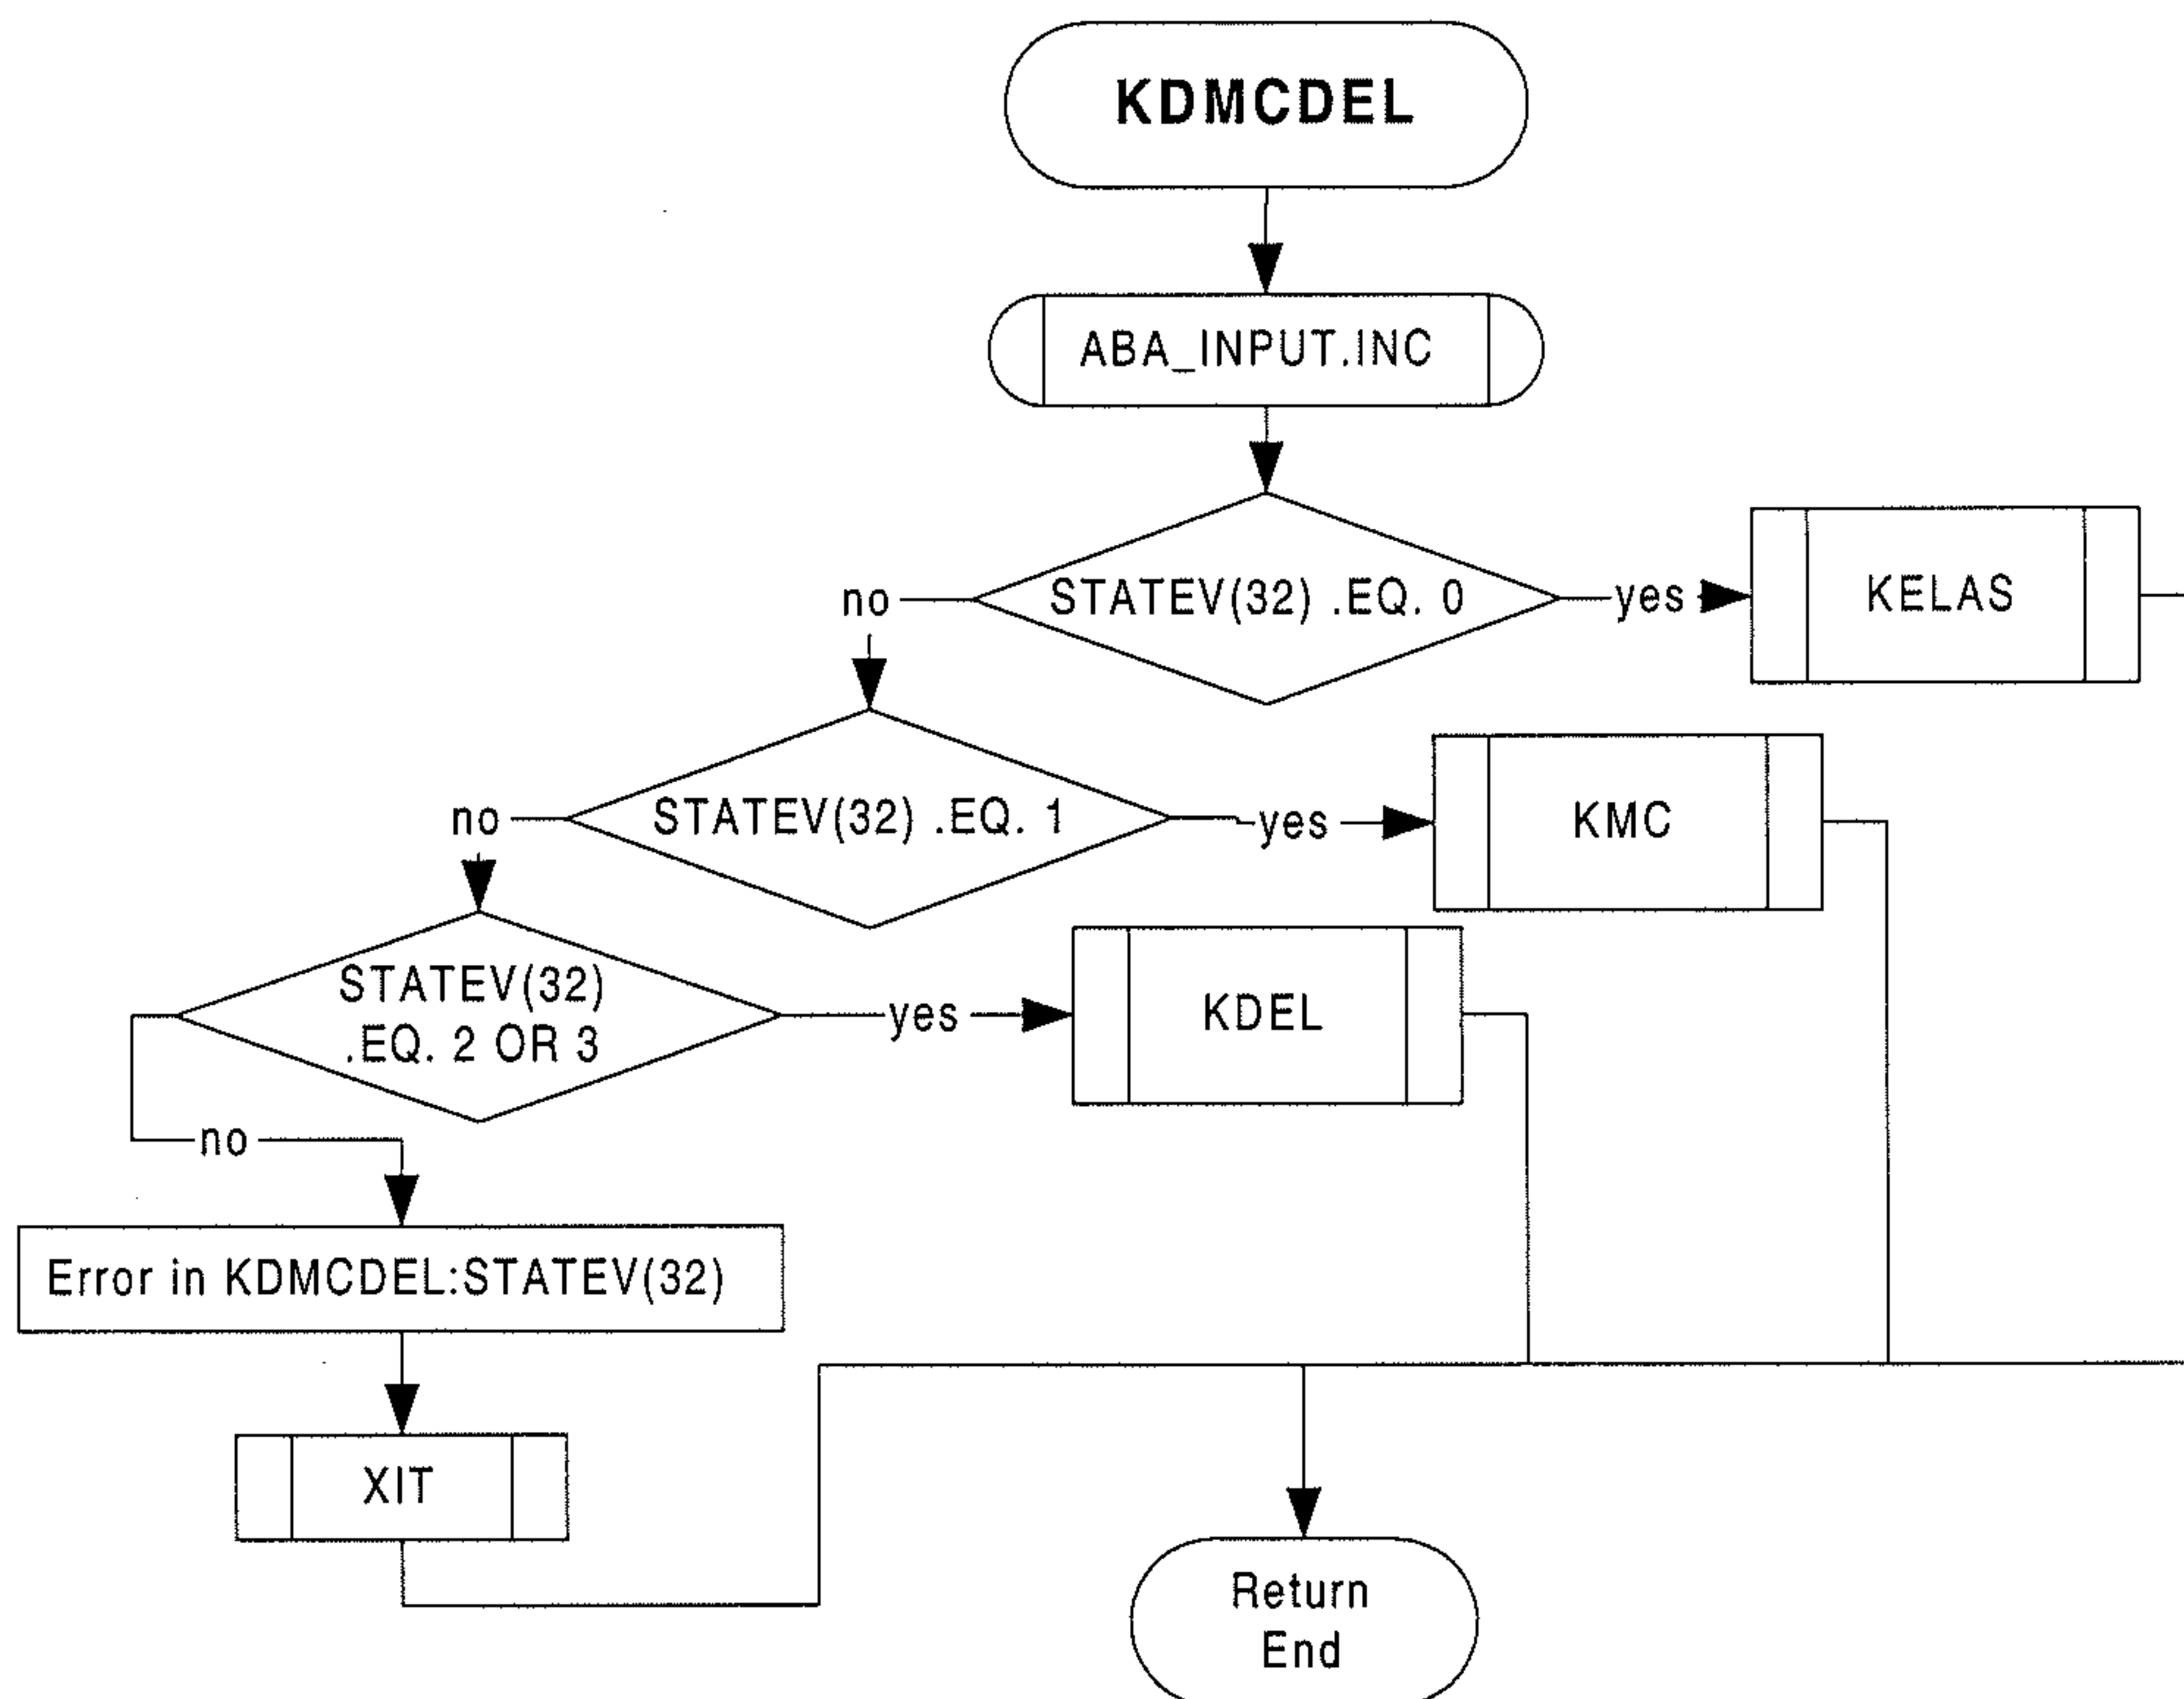 KDMCDEL
ABA_INPUT.INC
no
STATEV(32) .EQ. 0
yes
KELAS
no
STATEV(32) .EQ. 1
yes
KMC
STATEV(32)
.EQ. 2 OR 3
yes
KDEL
no
Error in KDMCDEL:STATEV(32)
XIT
Return
End